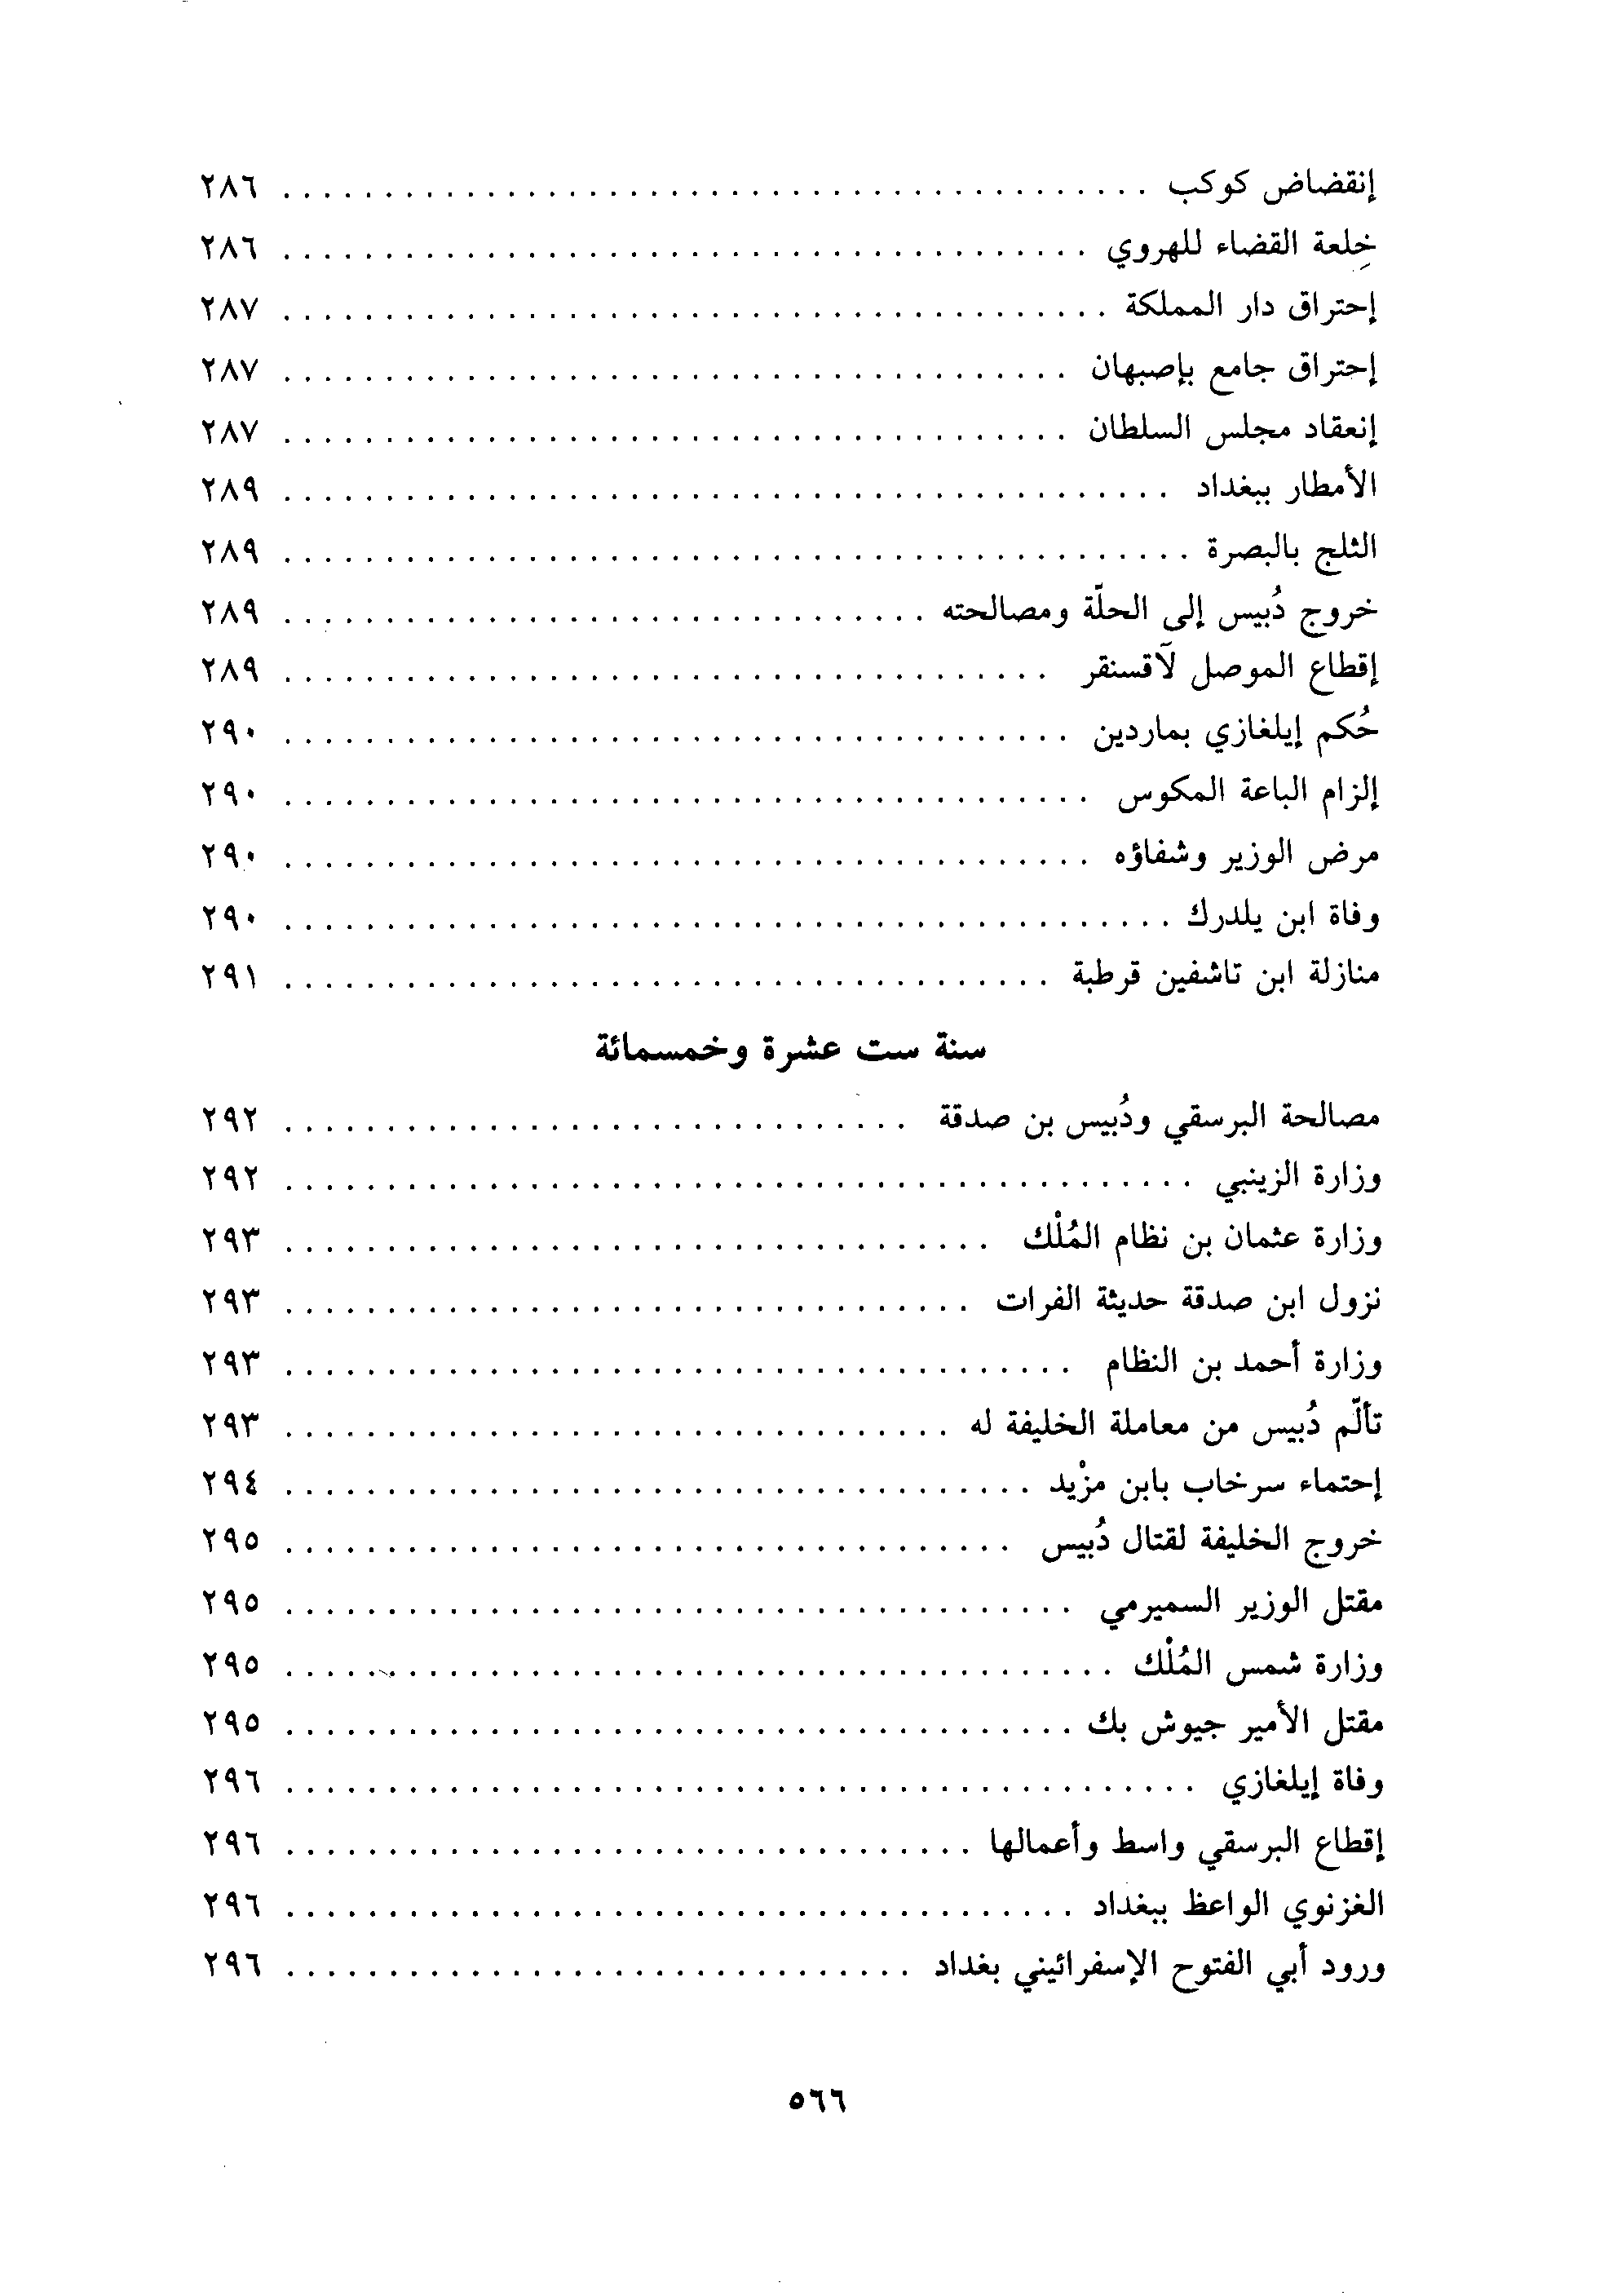 إنقضاض كوكب . . . . . . . . . . . . . . . . . . . . ٢٨٦
خِلعة القضاء للهروي . . . . . . . . . . . . . . . . . . . . ٢٨٦
إحتراق دار المملكة . . . . . . . . . . . . . . . . . . . . ٢٨٧
إحتراق جامع بإصبهان . . . . . . . . . . . . . . . . . . . . ٢٨٧
إنعقاد مجلس السلطان . . . . . . . . . . . . . . . . . . . . ٢٨٧
الأمطار ببغداد . . . . . . . . . . . . . . . . . . . . ٢٨٩
الثلج بالبصرة . . . . . . . . . . . . . . . . . . . . ٢٨٩
خروج دُبيس إلى الحلّة ومصالحته . . . . . . . . . . . . . . . . . . . . ٢٨٩
إقطاع الموصل لآقسنقر . . . . . . . . . . . . . . . . . . . . ٢٨٩
حُكم إيلغازي بماردين . . . . . . . . . . . . . . . . . . . . ٢٩٠
إلزام الباعة المكوس . . . . . . . . . . . . . . . . . . . . ٢٩٠
مرض الوزير وشفاؤه . . . . . . . . . . . . . . . . . . . . ٢٩٠
وفاة ابن يلدرك . . . . . . . . . . . . . . . . . . . . ٢٩٠
منازلة ابن تاشفين قرطبة . . . . . . . . . . . . . . . . . . . . ٢٩١
سنة ست عشرة وخمسمائة
مصالحة البرسقي ودُبيس بن صدقة . . . . . . . . . . . . . . . . . . . . ٢٩٢
وزارة الزينبي . . . . . . . . . . . . . . . . . . . . ٢٩٢
وزارة عثمان بن نظام المُلْك . . . . . . . . . . . . . . . . . . . . ٢٩٣
نزول ابن صدقة حديثة الفرات . . . . . . . . . . . . . . . . . . . . ٢٩٣
وزارة أحمد بن النظام . . . . . . . . . . . . . . . . . . . . ٢٩٣
تألّم دُبيس من معاملة الخليفة له . . . . . . . . . . . . . . . . . . . . ٢٩٣
إحتماء سرخاب بابن مزْيد . . . . . . . . . . . . . . . . . . . . ٢٩٤
خروج الخليفة لقتال دُبيس . . . . . . . . . . . . . . . . . . . . ٢٩٥
مقتل الوزير السميرمي . . . . . . . . . . . . . . . . . . . . ٢٩٥
وزارة شمس المُلْك . . . . . . . . . . . . . . . . . . . . ٢٩٥
مقتل الأمير جيوش بك . . . . . . . . . . . . . . . . . . . . ٢٩٥
وفاة إيلغازي . . . . . . . . . . . . . . . . . . . . ٢٩٦
إقطاع البرسقي واسط وأعمالها . . . . . . . . . . . . . . . . . . . . ٢٩٦
الغزنوي الواعظ ببغداد . . . . . . . . . . . . . . . . . . . . ٢٩٦
ورود أبي الفتوح الإسفرائيني بغداد . . . . . . . . . . . . . . . . . . . . ٢٩٦
٥٦٦